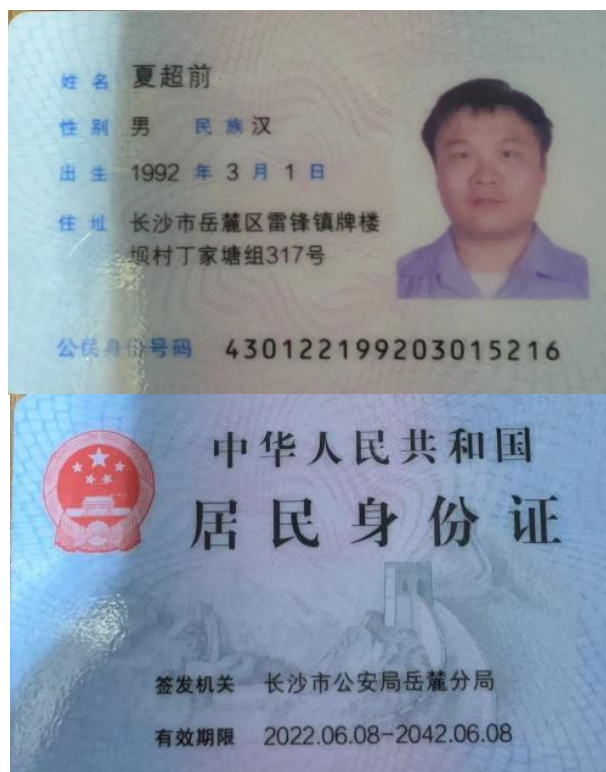 姓名 夏超前
性别 男 民族 汉
出生 1992 年 3 月 1 日
住址 长沙市岳麓区雷锋镇牌楼
坝村丁家塘组317号
公民身份号码 430122199203015216
中华人民共和国
居民身份证
签发机关 长沙市公安局岳麓分局
有效期限 2022.06.08-2042.06.08